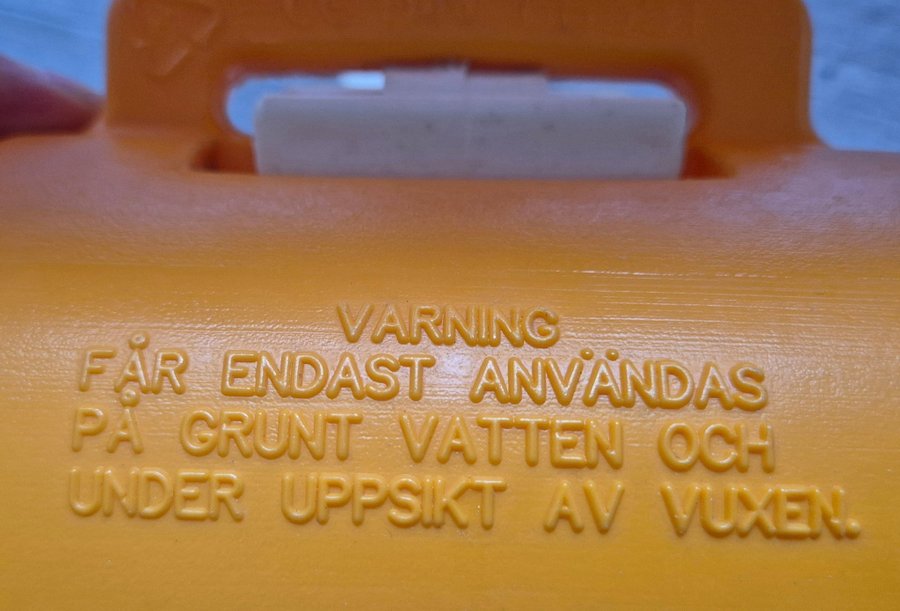 VARNING
FÅR ENDAST ANVÄNDAS
PÅ GRUNT VATTEN OCH
UNDER UPPSIKT AV VUXEN.